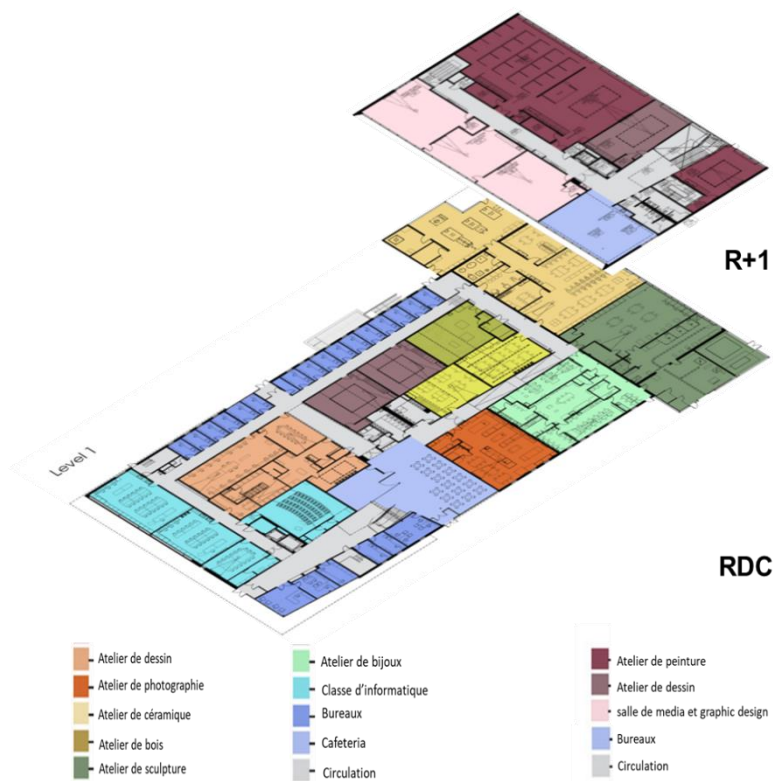 R+1
Level 1
RDC
Atelier de dessin
Atelier de photographie
Atelier de céramique
Atelier de bois
Atelier de sculpture
Atelier de bijoux
Classe d'informatique
Bureaux
Cafeteria
Circulation
Atelier de peinture
Atelier de dessin
salle de media et graphic design
Bureaux
Circulation